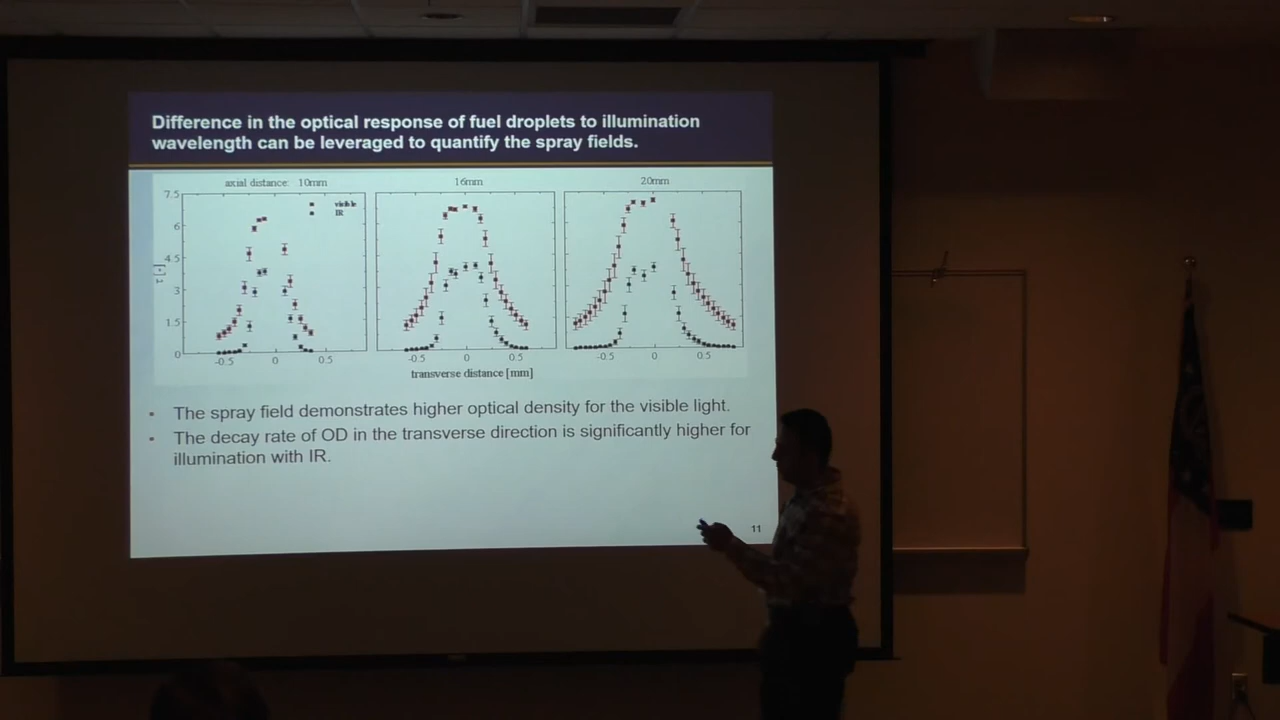 Difference in the optical response of fuel droplets to illumination
wavelength can be leveraged to quantify the spray fields.
axial distance: 10mm
16mm
20mm
visible
IR
7.5
6
4.5
3
1.5
0
τ [-]
-0.5 0 0.5
-0.5 0 0.5
-0.5 0 0.5
transverse distance [mm]
• The spray field demonstrates higher optical density for the visible light.
• The decay rate of OD in the transverse direction is significantly higher for
illumination with IR.
11